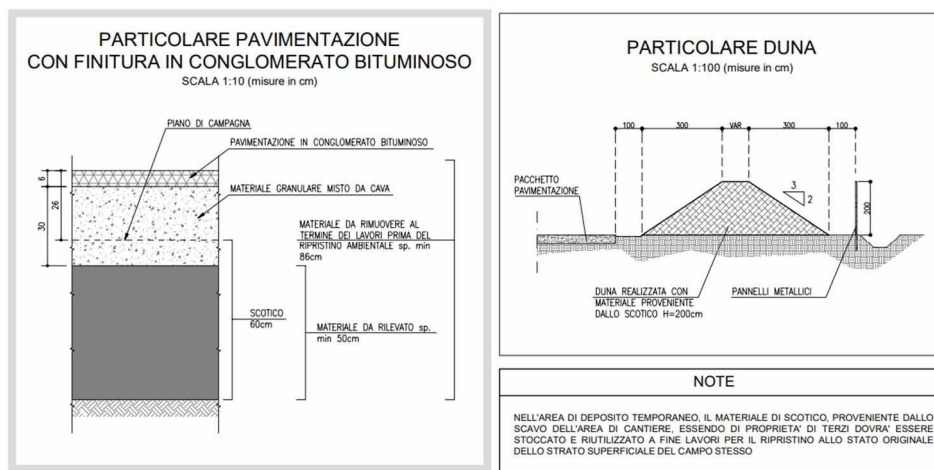 PARTICOLARE PAVIMENTAZIONE
CON FINITURA IN CONGLOMERATO BITUMINOSO
SCALA 1:10 (misure in cm)
PIANO DI CAMPAGNA
PAVIMENTAZIONE IN CONGLOMERATO BITUMINOSO
6
26
30
MATERIALE GRANULARE MISTO DA CAVA
MATERIALE DA RIMUOVERE AL
TERMINE DEI LAVORI PRIMA DEL
RIPRISTINO AMBIENTALE sp. min
86cm
SCOTICO
60cm
MATERIALE DA RILEVATO sp.
min 50cm
PARTICOLARE DUNA
SCALA 1:100 (misure in cm)
100 300 VAR 300 100
PACCHETTO
PAVIMENTAZIONE
3
2
200
DUNA REALIZZATA CON
MATERIALE PROVENIENTE
DALLO SCOTICO H=200cm
PANNELLI METALLICI
NOTE
NELL'AREA DI DEPOSITO TEMPORANEO, IL MATERIALE DI SCOTICO, PROVENIENTE DALLO
SCAVO DELL'AREA DI CANTIERE, ESSENDO DI PROPRIETA' DI TERZI DOVRA' ESSERE
STOCCATO E RIUTILIZZATO A FINE LAVORI PER IL RIPRISTINO ALLO STATO ORIGINALE
DELLO STRATO SUPERFICIALE DEL CAMPO STESSO